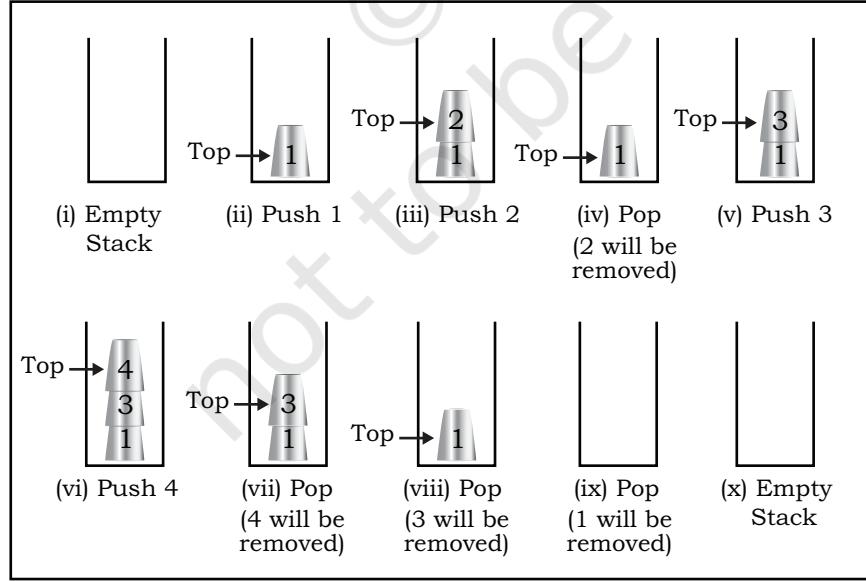 Top
1
Top
2
1
Top
1
Top
3
1
(i) Empty
Stack
(ii) Push 1
(iii) Push 2
(iv) Pop
(2 will be
removed)
(v) Push 3
Top
4
3
1
Top
3
1
Top
1
(vi) Push 4
(vii) Pop
(4 will be
removed)
(viii) Pop
(3 will be
removed)
(ix) Pop
(1 will be
removed)
(x) Empty
Stack
©
not to be